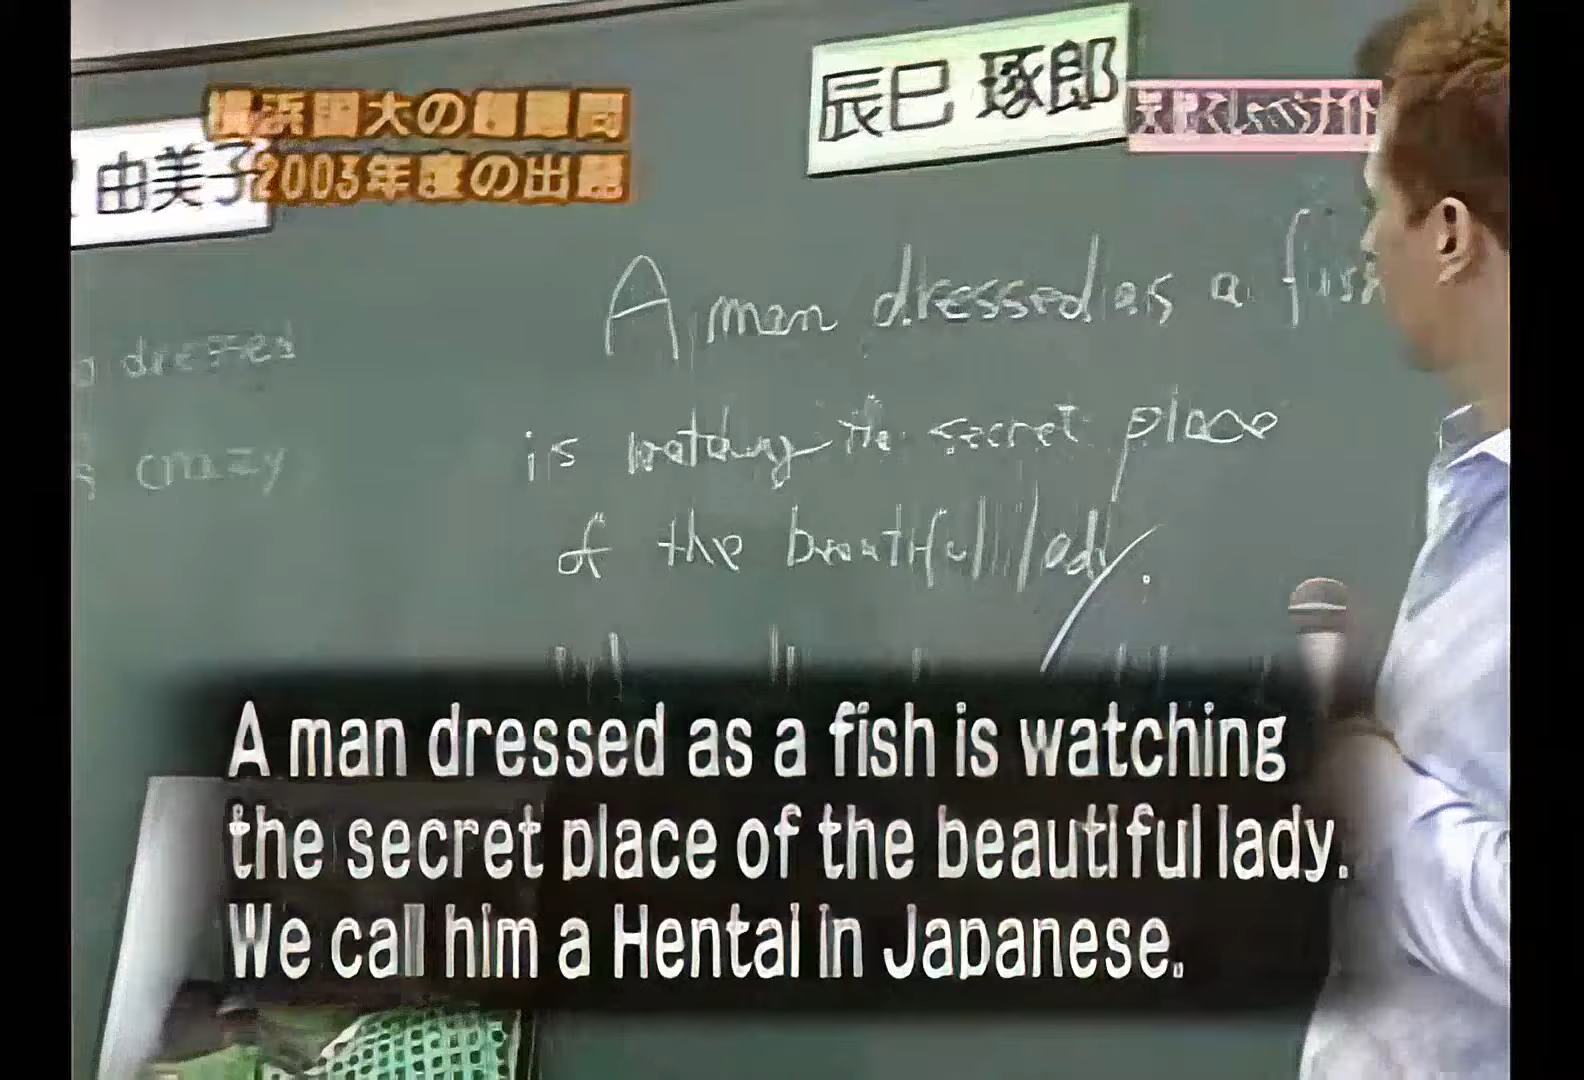 横浜国大の超難問
2003年度の出題
由美子
辰巳 琢郎
A man dressed as a fish
is watching the secret place
of the beautiful lady.
dressed
crazy
A man dressed as a fish is watching
the secret place of the beautiful lady.
We call him a Hentai in Japanese.